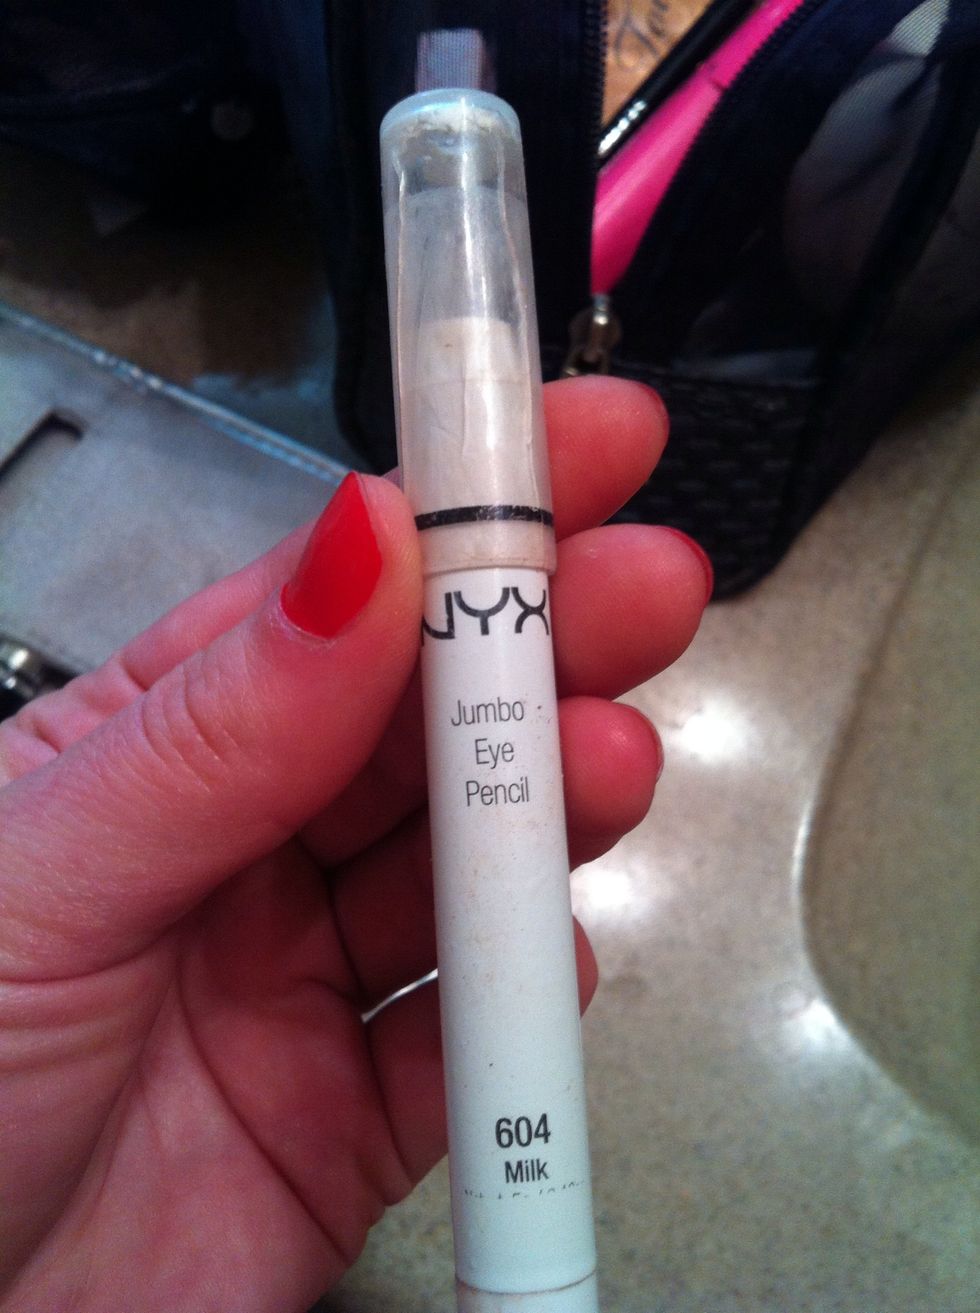 NYX
Jumbo
Eye
Pencil
604
Milk